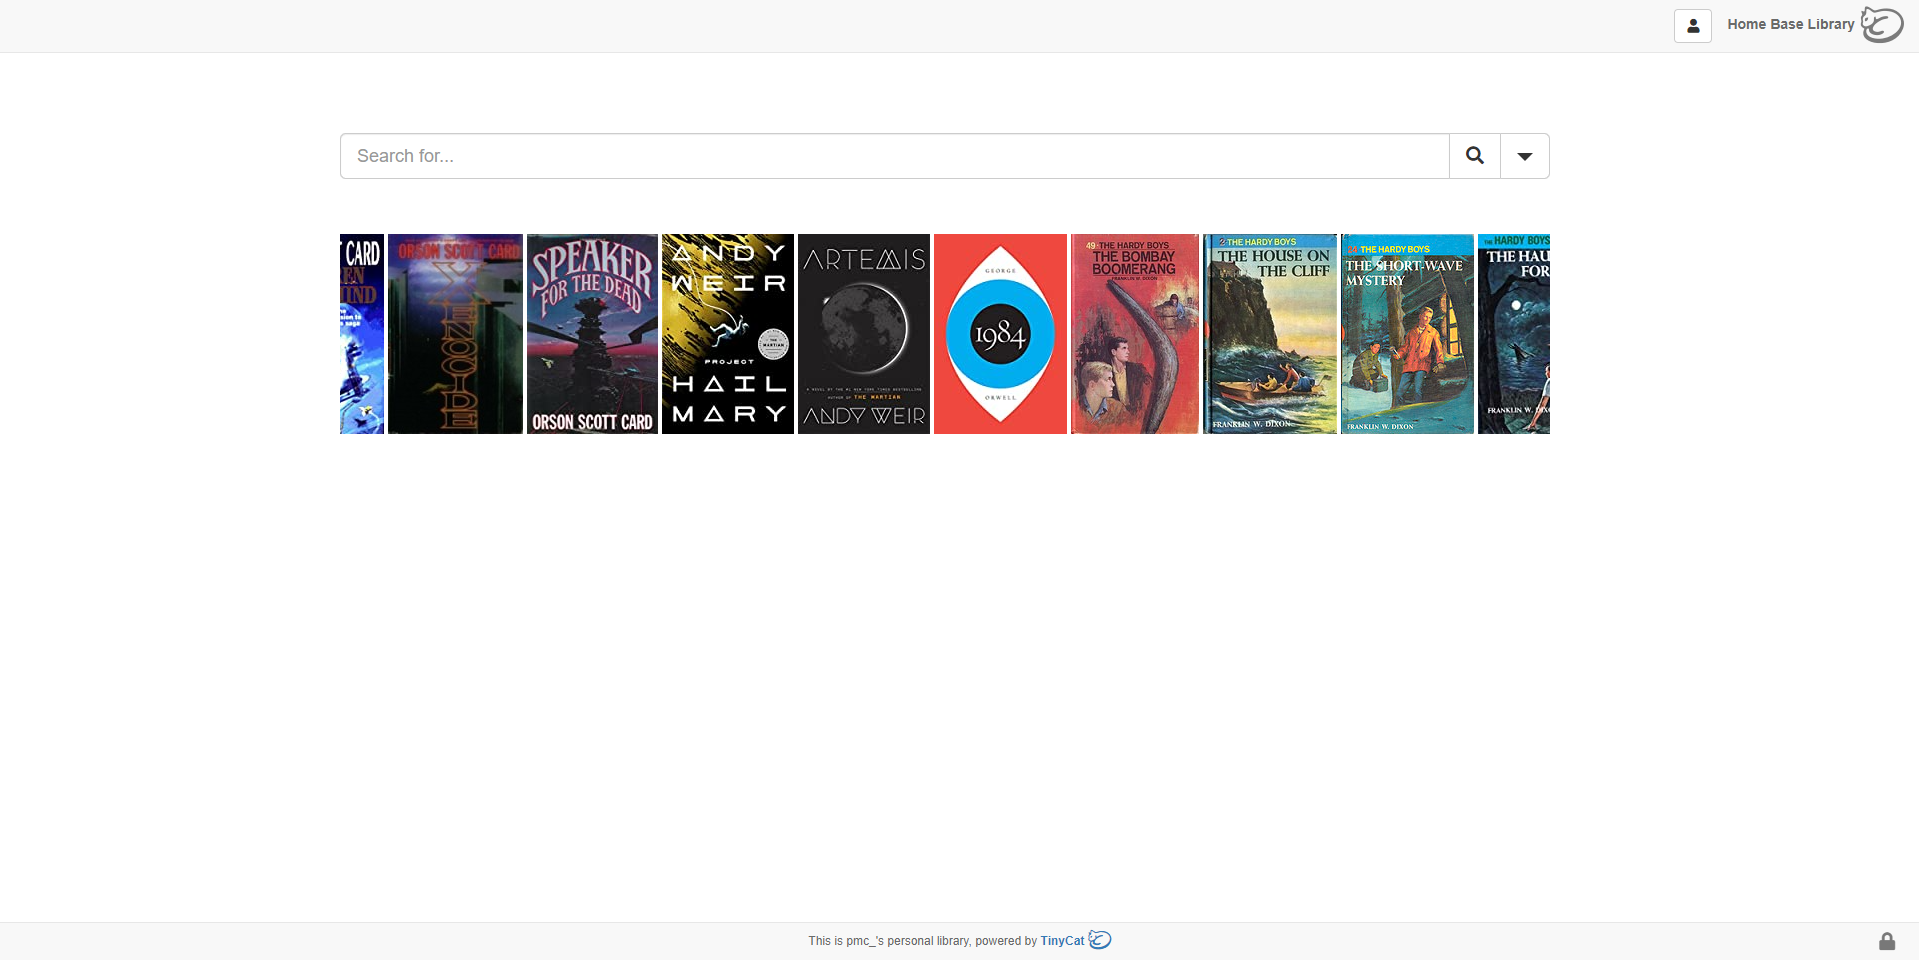 Home Base Library
Search for...
T CARD
EN
IND
ORSON SCOTT CARD
XENOCIDE
SPEAKER
FOR THE DEAD
ORSON SCOTT CARD
ANDY
WEIR
THE MARTIAN
PROJECT
HAIL
MARY
ARTEMIS
A NOVEL BY THE #1 NEW YORK TIMES BESTSELLING
AUTHOR OF THE MARTIAN
ANDY WEIR
GEORGE
1984
ORWELL
49 THE HARDY BOYS
THE BOMBAY
BOOMERANG
FRANKLIN W. DIXON
2 THE HARDY BOYS
THE HOUSE ON
THE CLIFF
FRANKLIN W. DIXON
THE HARDY BOYS
THE SHORT-WAVE
MYSTERY
FRANKLIN W. DIXON
THE HARDY BOYS
THE HAU
FOR
FRANKLIN W. DIX
This is pmc_'s personal library, powered by TinyCat